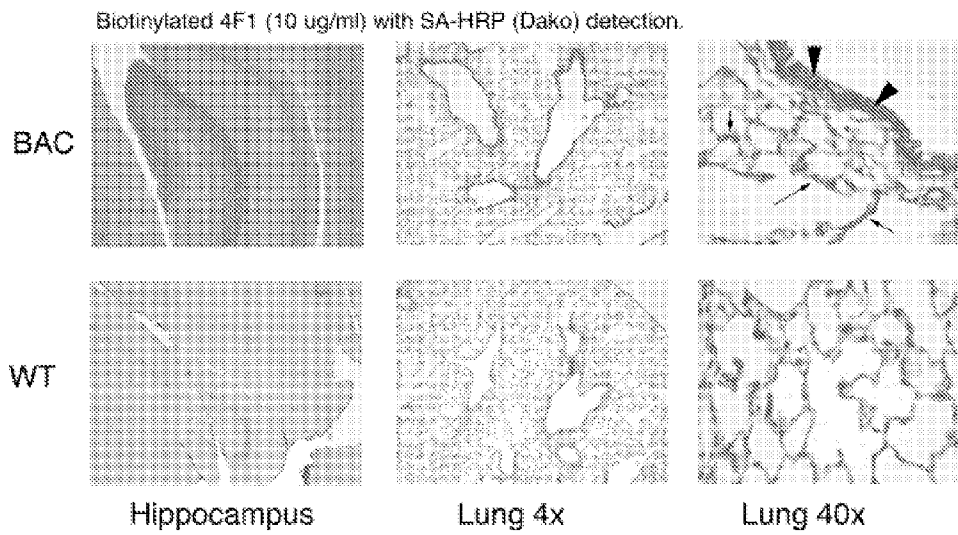 Biotinylated 4F1 (10 ug/ml) with SA-HRP (Dako) detection.
BAC
WT
Hippocampus
Lung 4x
Lung 40x